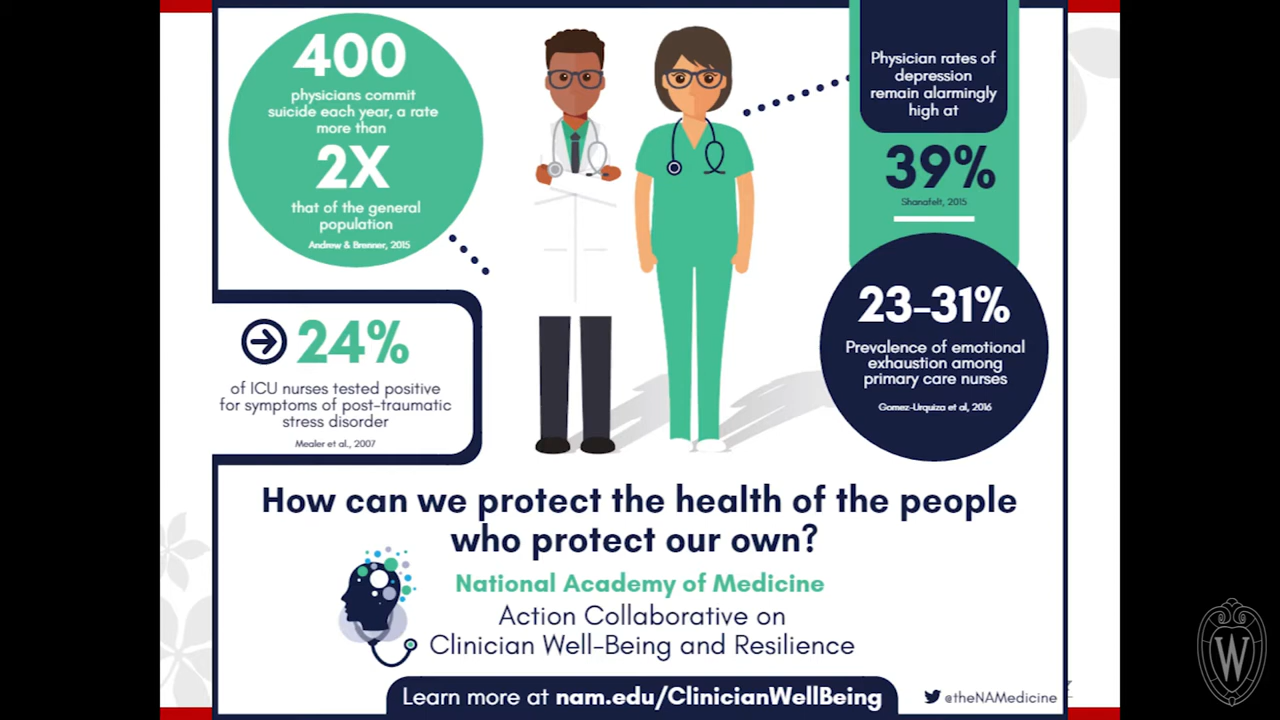 400
physicians commit
suicide each year, a rate
more than
2X
that of the general
population
Andrew & Brenner, 2015
24%
of ICU nurses tested positive
for symptoms of post-traumatic
stress disorder
Mealer et al., 2007
Physician rates of
depression
remain alarmingly
high at
39%
Shanafelt, 2015
23-31%
Prevalence of emotional
exhaustion among
primary care nurses
Gomez-Urquiza et al, 2016
How can we protect the health of the people
who protect our own?
National Academy of Medicine
Action Collaborative on
Clinician Well-Being and Resilience
Learn more at nam.edu/ClinicianWellBeing
@theNAMedicine
W